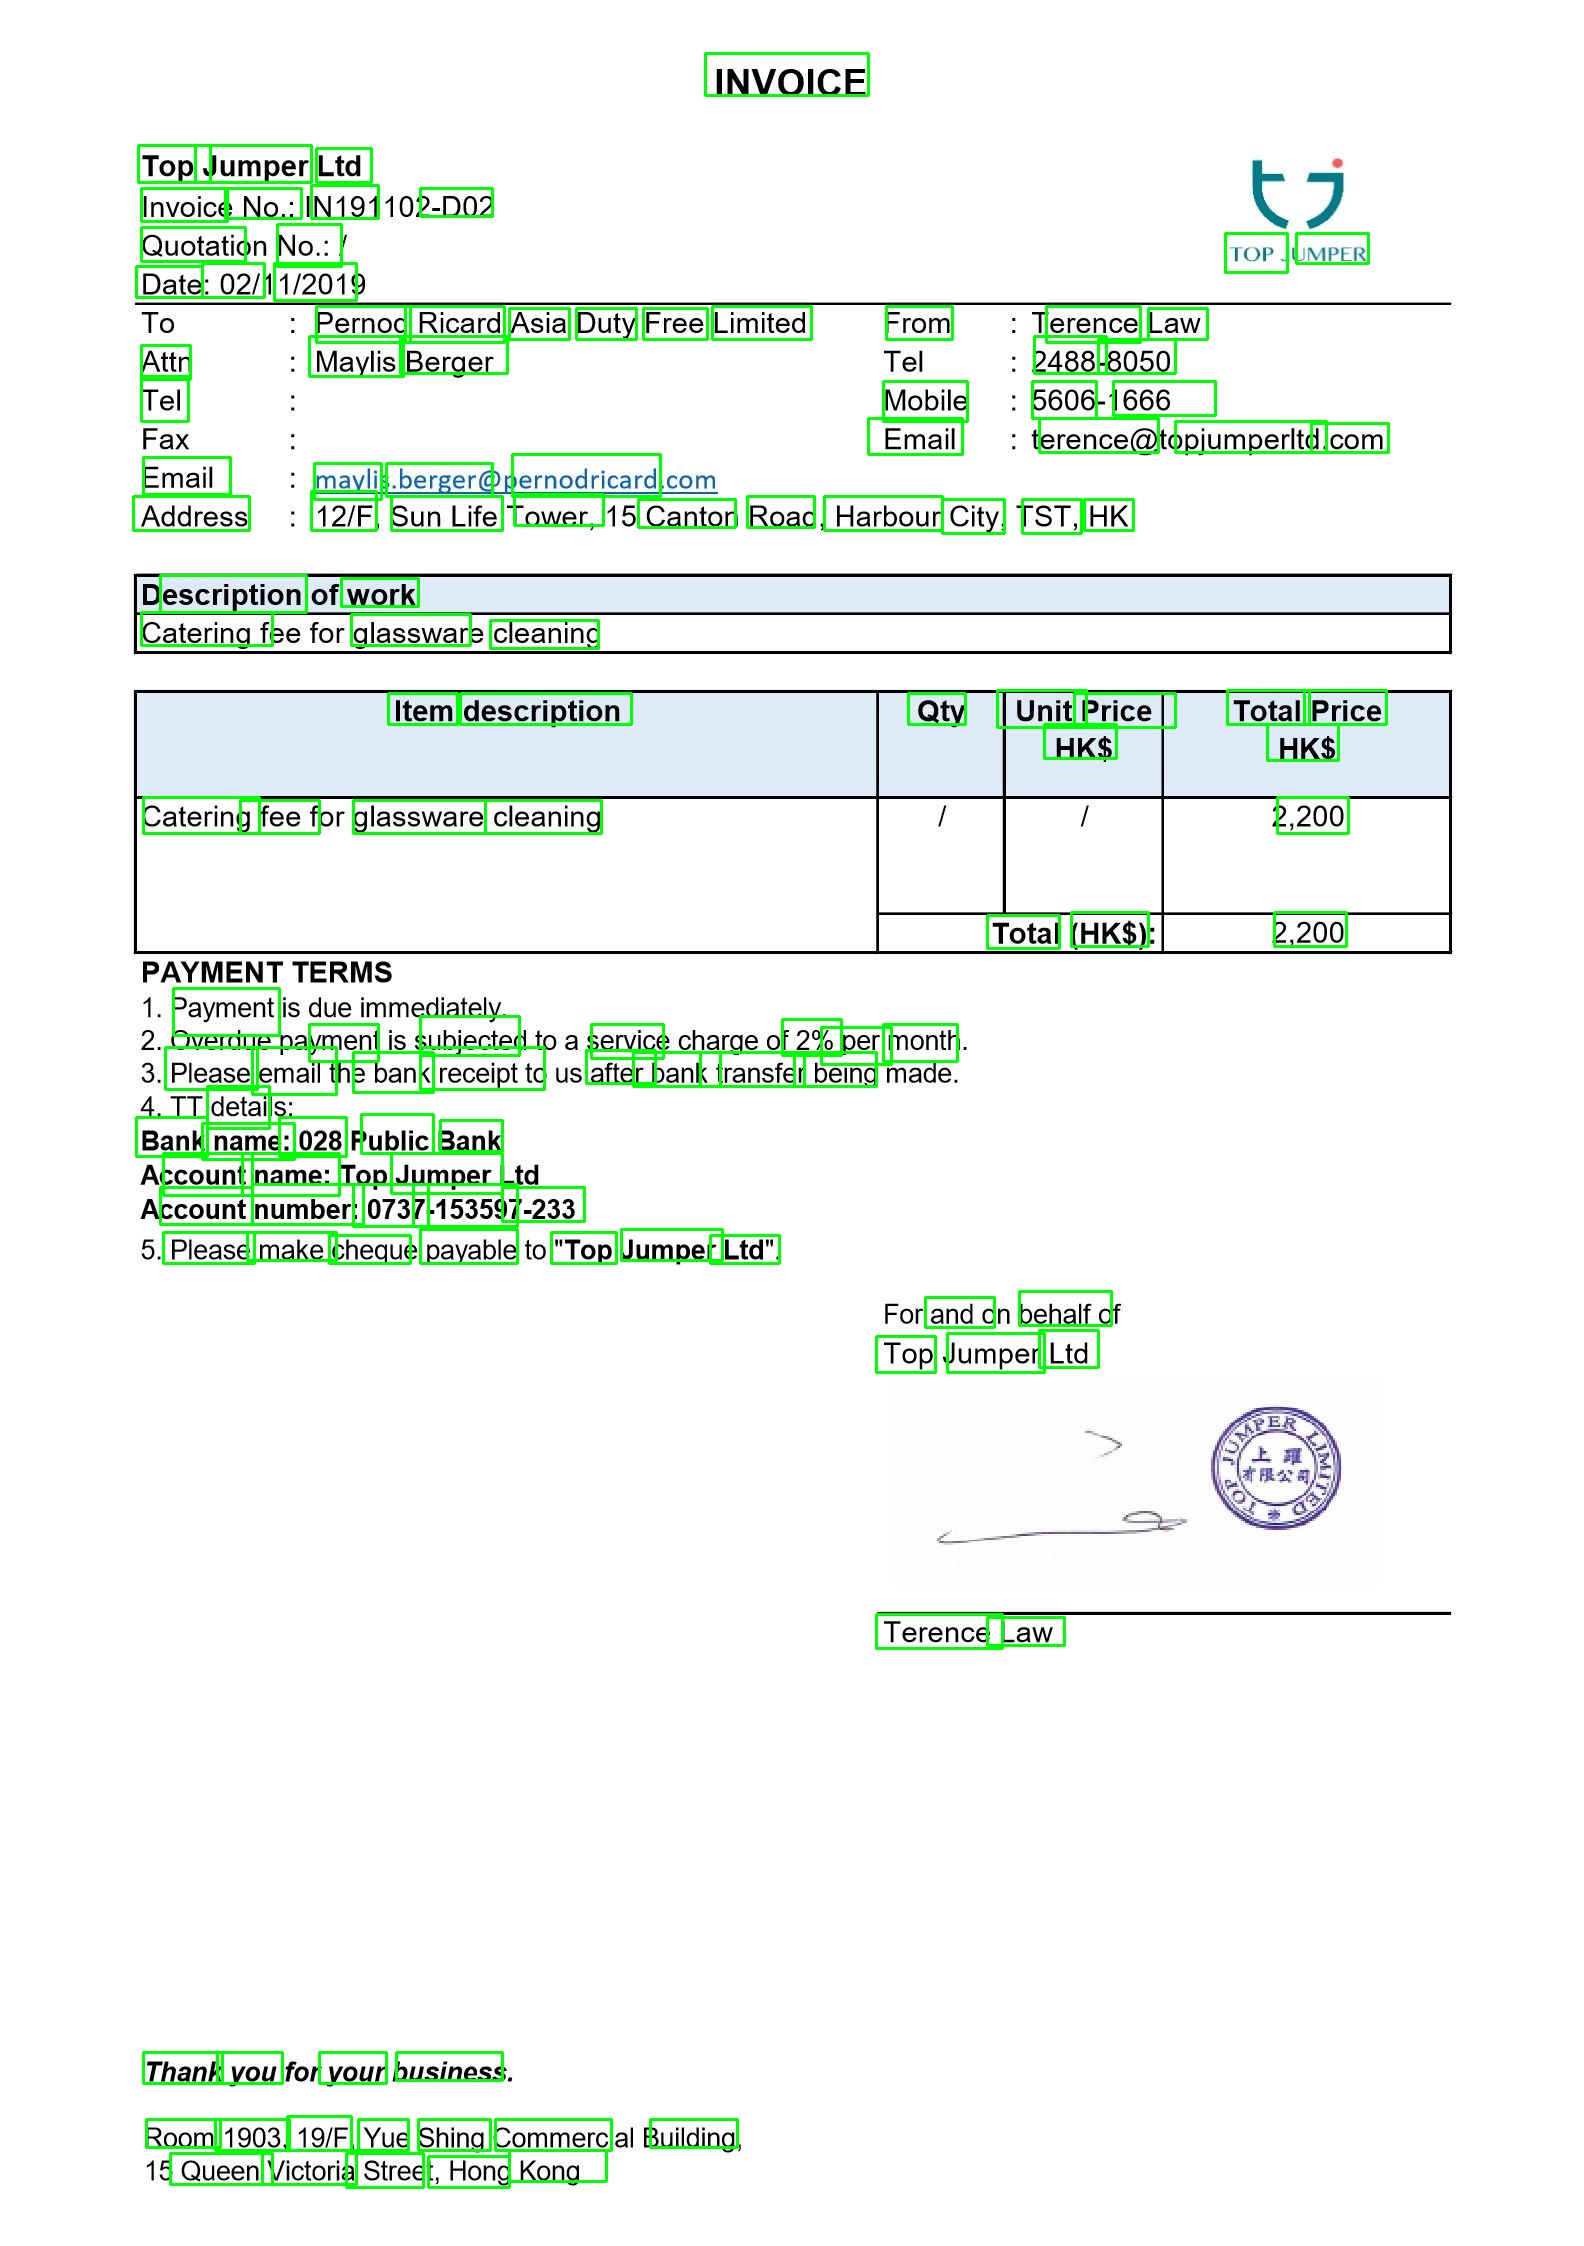 INVOICE
Top Jumper Ltd
Invoice No.: IN191102-D02
Quotation No.: /
TOP JUMPER
Date: 02/11/2019
To : Pernod Ricard Asia Duty Free Limited From : Terence Law
Attn : Maylis Berger Tel : 2488-8050
Tel : Mobile : 5606-1666
Fax : Email : terence@topjumperltd.com
Email : maylis.berger@pernodricard.com
Address : 12/F, Sun Life Tower, 15 Canton Road, Harbour City, TST, HK
Description of work
Catering fee for glassware cleaning
Item description Qty Unit Price Total Price
HK$ HK$
Catering fee for glassware cleaning / / 2,200
Total (HK$): 2,200
PAYMENT TERMS
1. Payment is due immediately.
2. Overdue payment is subjected to a service charge of 2% per month.
3. Please email the bank receipt to us after bank transfer being made.
4. TT details:
Bank name: 028 Public Bank
Account name: Top Jumper Ltd
Account number: 0737-153597-233
5. Please make cheque payable to "Top Jumper Ltd".
For and on behalf of
Top Jumper Ltd
TOP JUMPER LIMITED
上躍
有限公司
Terence Law
Thank you for your business.
Room 1903, 19/F, Yue Shing Commercial Building,
15 Queen Victoria Street, Hong Kong